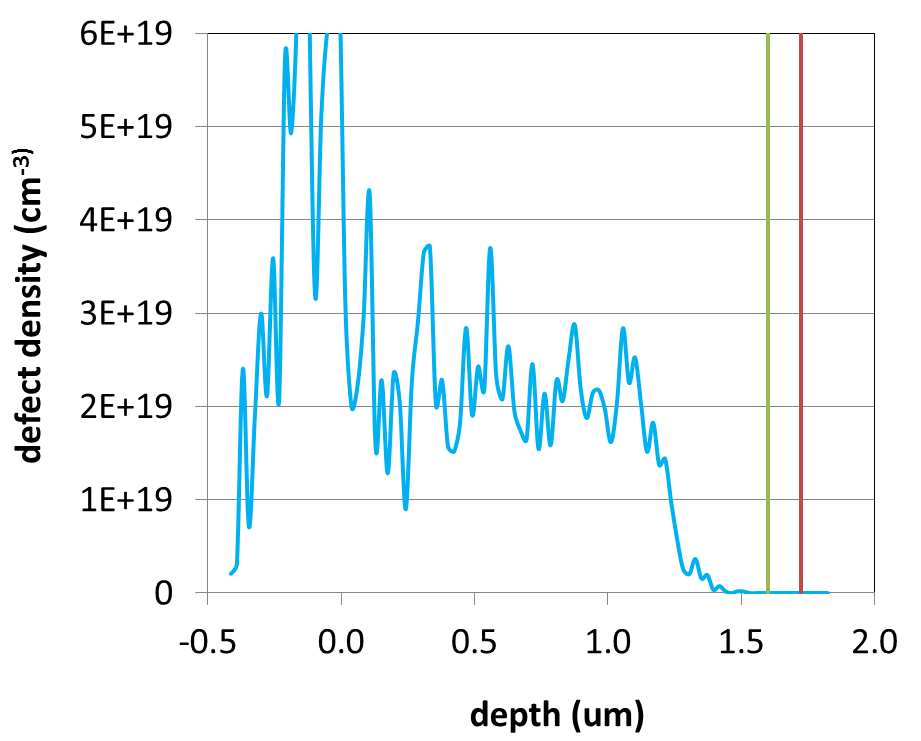 6E+19
5E+19
4E+19
3E+19
2E+19
1E+19
0
defect density (cm-3)
-0.5 0.0 0.5 1.0 1.5 2.0
depth (um)